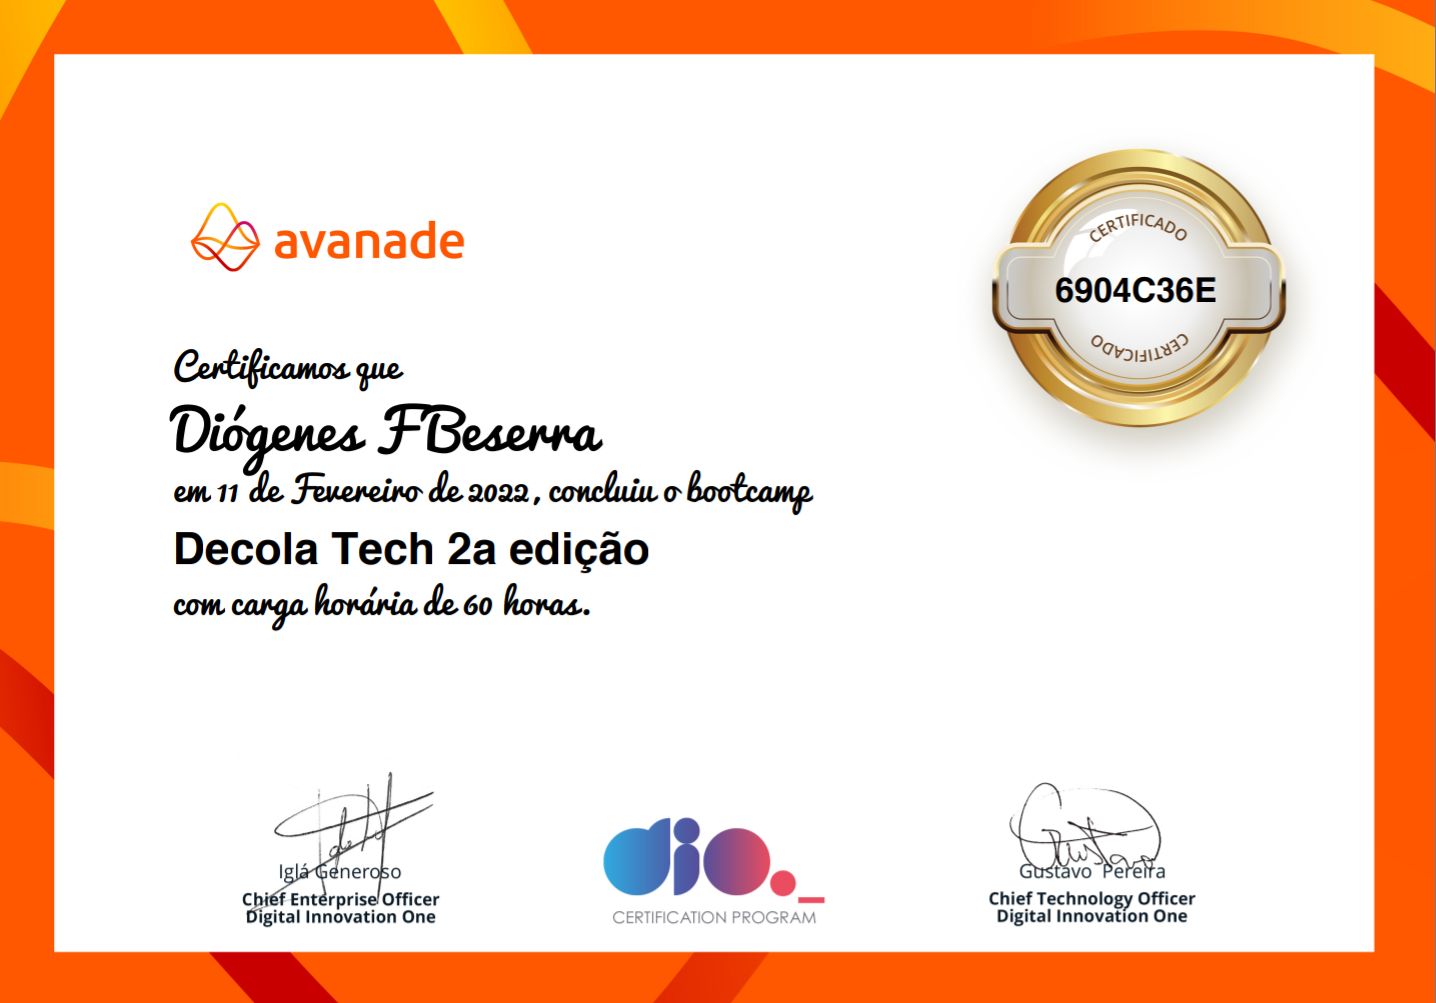 avanade
CERTIFICADO
6904C36E
CERTIFICADO
Certificamos que
Diógenes FBeserra
em 11 de Fevereiro de 2022, concluiu o bootcamp
Decola Tech 2a edição
com carga horária de 60 horas.
Iglá Generoso
Chief Enterprise Officer
Digital Innovation One
dio._
CERTIFICATION PROGRAM
Gustavo
Gustavo Pereira
Chief Technology Officer
Digital Innovation One